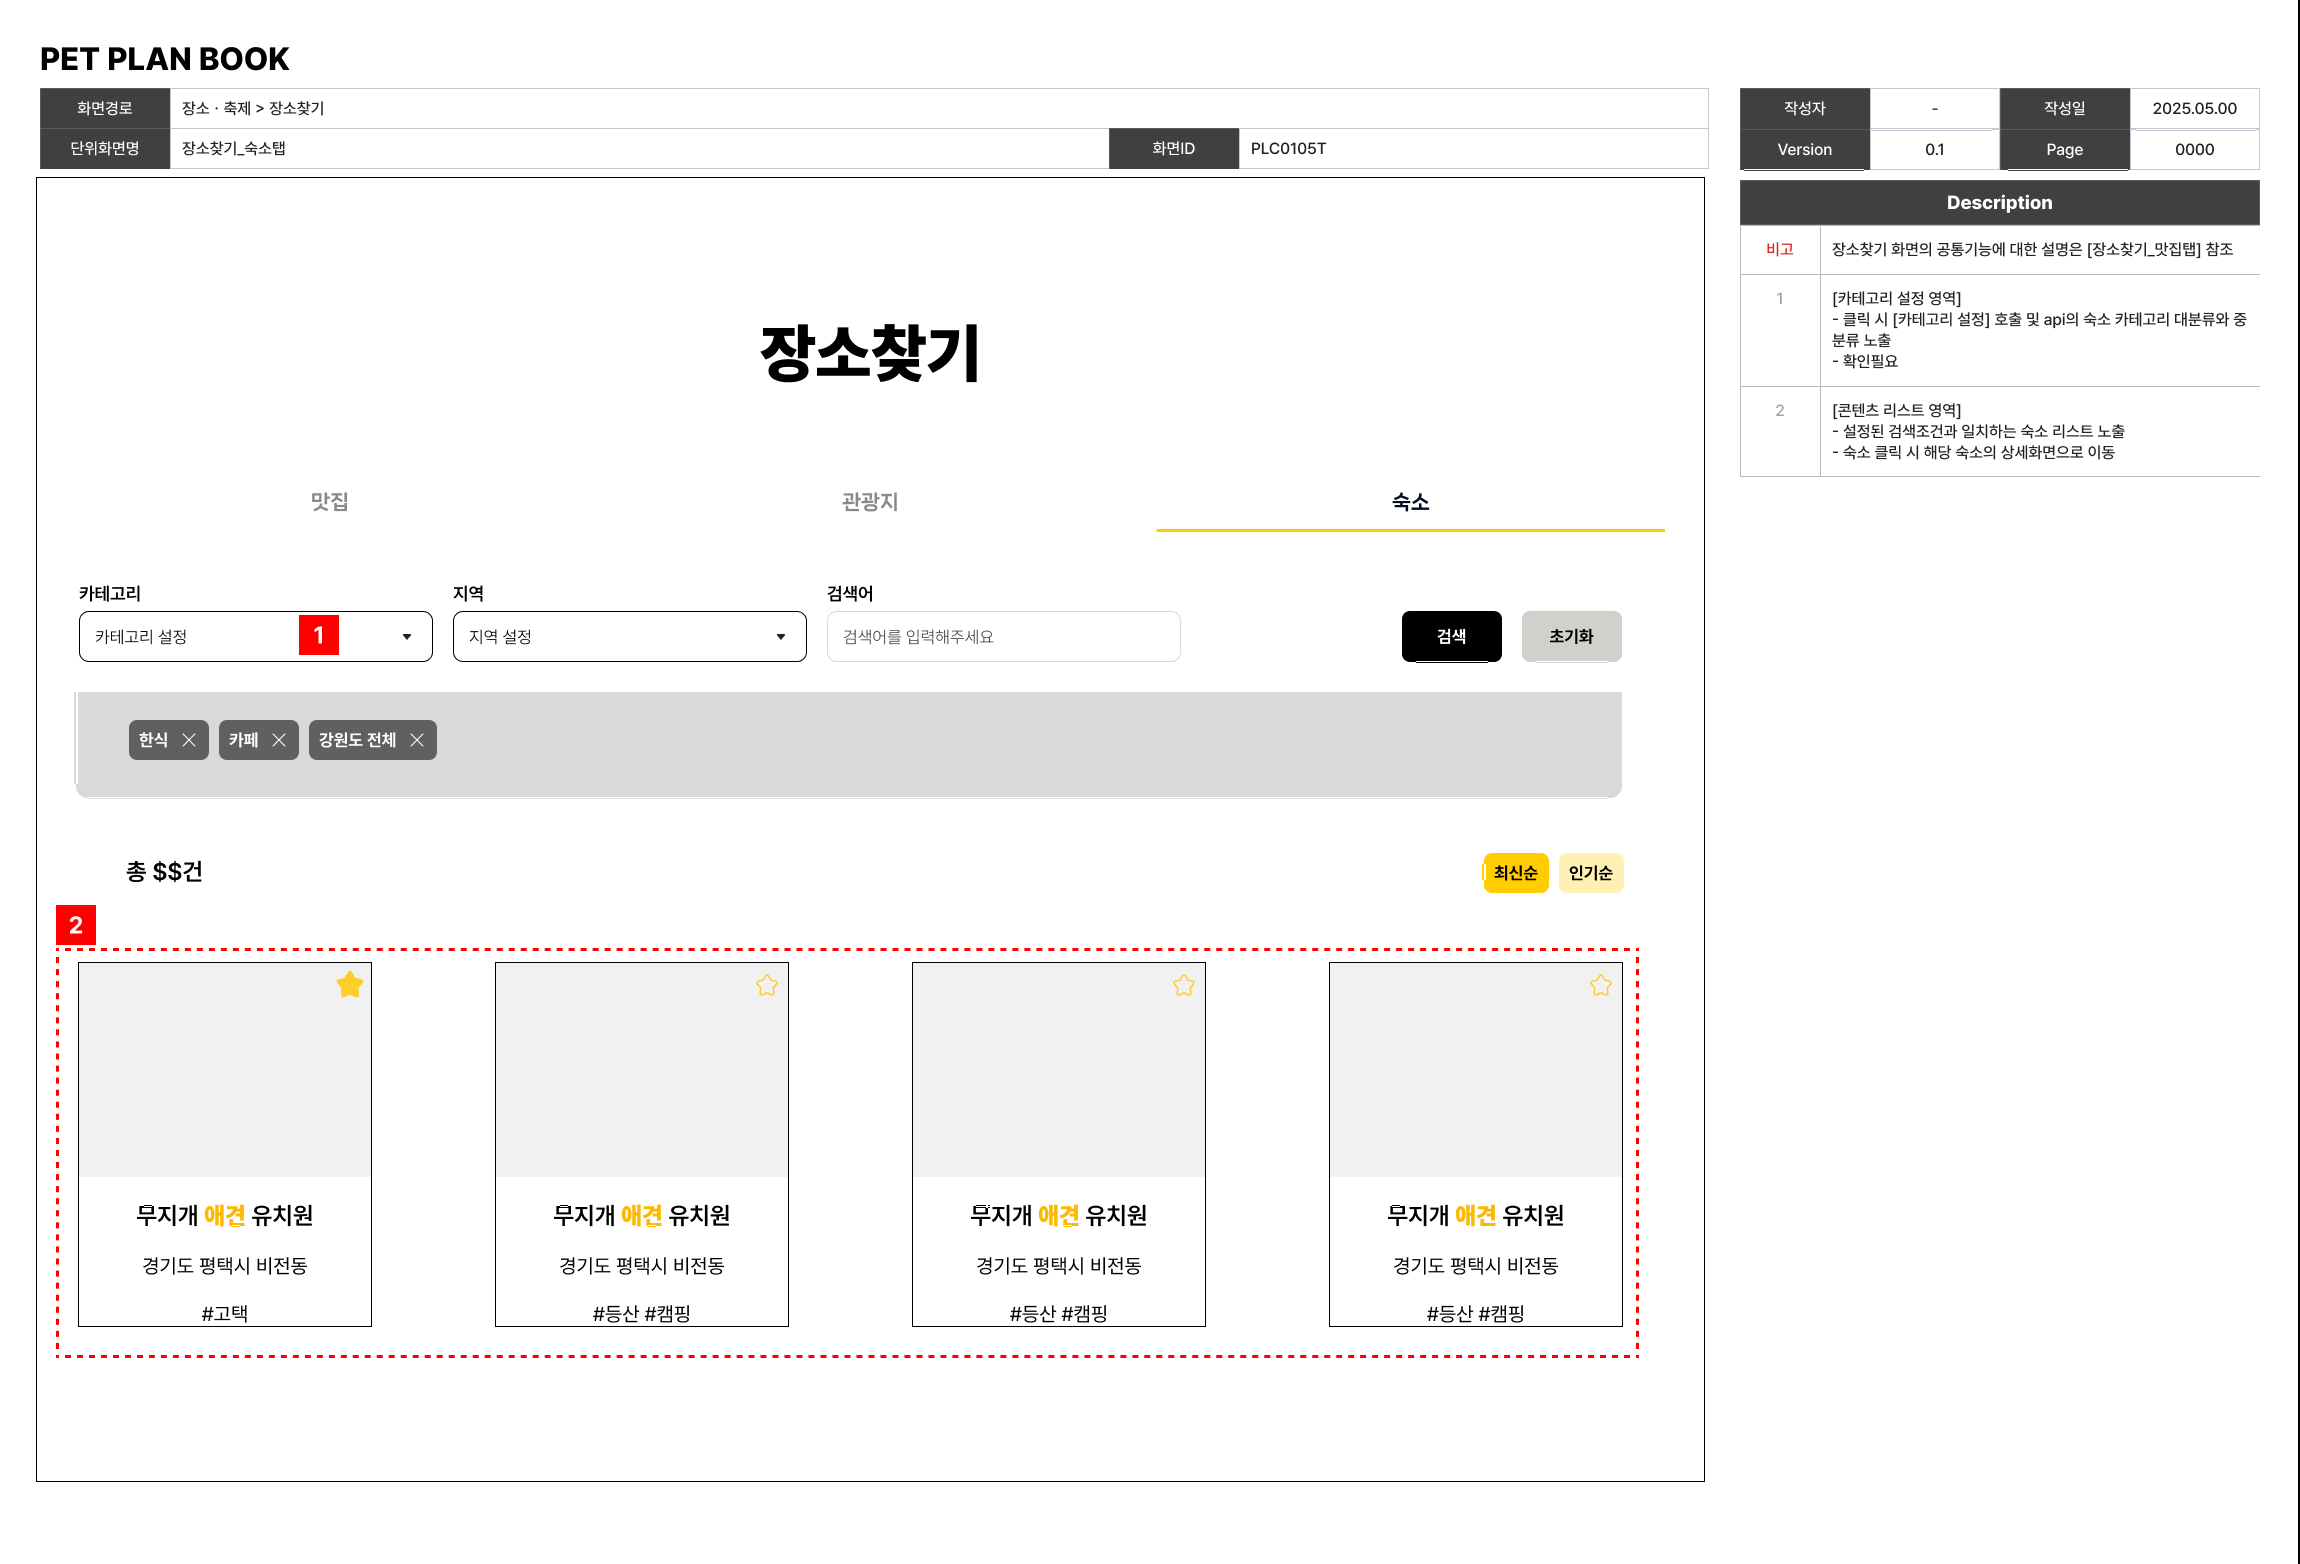 PET PLAN BOOK
화면경로 장소 · 축제 > 장소찾기
단위화면명 장소찾기_숙소탭 화면ID PLC0105T
작성자 - 작성일 2025.05.00
Version 0.1 Page 0000
Description
비고 장소찾기 화면의 공통기능에 대한 설명은 [장소찾기_맛집탭] 참조
1 [카테고리 설정 영역]
- 클릭 시 [카테고리 설정] 호출 및 api의 숙소 카테고리 대분류와 중
분류 노출
- 확인필요
2 [콘텐츠 리스트 영역]
- 설정된 검색조건과 일치하는 숙소 리스트 노출
- 숙소 클릭 시 해당 숙소의 상세화면으로 이동
장소찾기
맛집 관광지 숙소
카테고리 지역 검색어
카테고리 설정 1 지역 설정 검색어를 입력해주세요 검색 초기화
한식 카페 강원도 전체
총 $$건 최신순 인기순
2
무지개 애견 유치원 무지개 애견 유치원 무지개 애견 유치원 무지개 애견 유치원
경기도 평택시 비전동 경기도 평택시 비전동 경기도 평택시 비전동 경기도 평택시 비전동
#고택 #등산 #캠핑 #등산 #캠핑 #등산 #캠핑